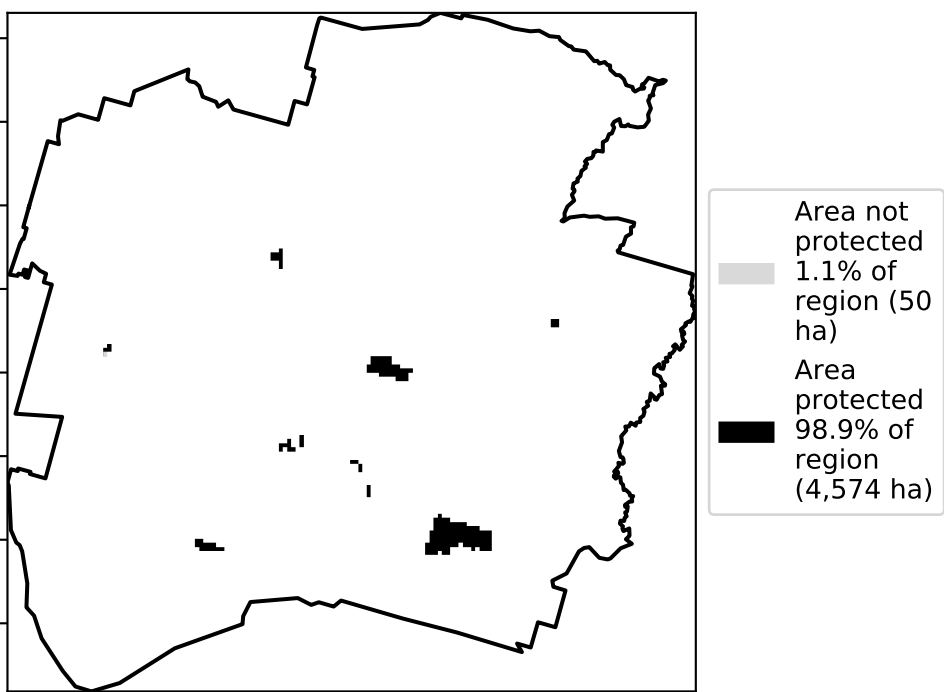 Area not
protected
1.1% of
region (50
ha)
Area
protected
98.9% of
region
(4,574 ha)